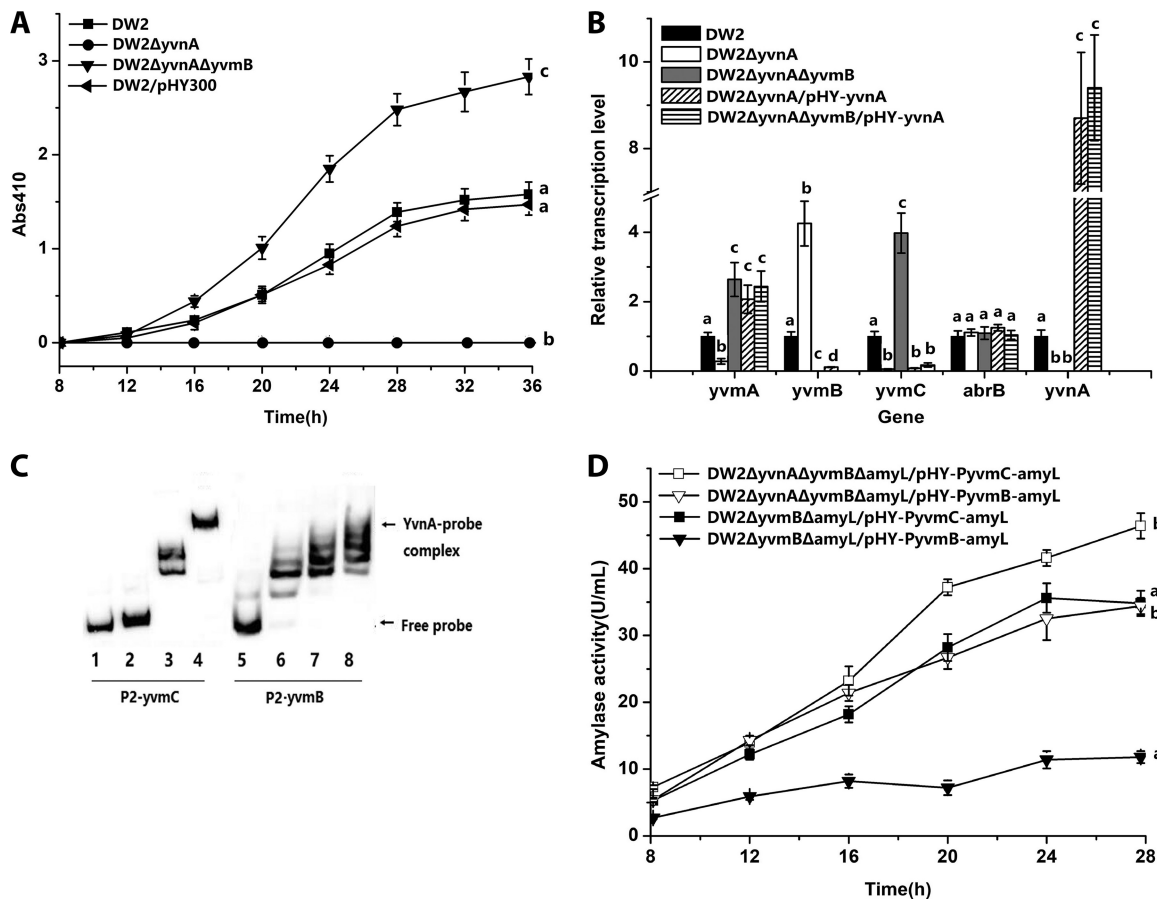 A
DW2
DW2ΔyvnA
DW2ΔyvnAΔyvmB
DW2/pHY300
3
2
1
0
Abs410
c
a
a
b
8 12 16 20 24 28 32 36
Time(h)
B
DW2
DW2ΔyvnA
DW2ΔyvnAΔyvmB
DW2ΔyvnA/pHY-yvnA
DW2ΔyvnAΔyvmB/pHY-yvnA
10
8
4
2
0
Relative transcription level
a b c c c
a b c d
a b c b b
a a a a a
a b b c c
yvmA yvmB yvmC abrB yvnA
Gene
C
YvnA-probe
complex
Free probe
1 2 3 4 5 6 7 8
P2-yvmC P2-yvmB
D
DW2ΔyvnAΔyvmBΔamyL/pHY-PyvmC-amyL
DW2ΔyvnAΔyvmBΔamyL/pHY-PyvmB-amyL
DW2ΔyvmBΔamyL/pHY-PyvmC-amyL
DW2ΔyvmBΔamyL/pHY-PyvmB-amyL
50
40
30
20
10
0
Amylase activity(U/mL)
b
a
b
a
8 12 16 20 24 28
Time(h)